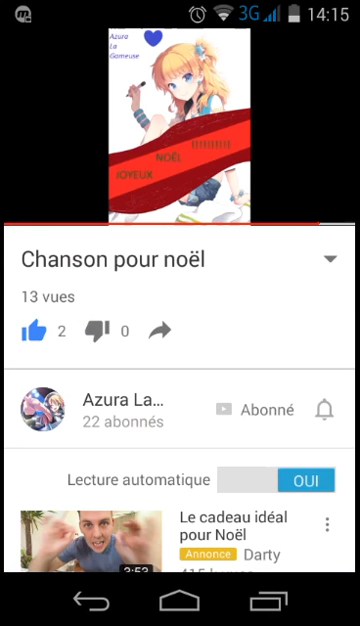 3G 14:15
Azura
La
Gameuse
NOËL !!!!!!!!!!
JOYEUX
Chanson pour noël
13 vues
2 0
Azura La...
22 abonnés
Abonné
Lecture automatique OUI
Le cadeau idéal
pour Noël
Annonce Darty
3:53